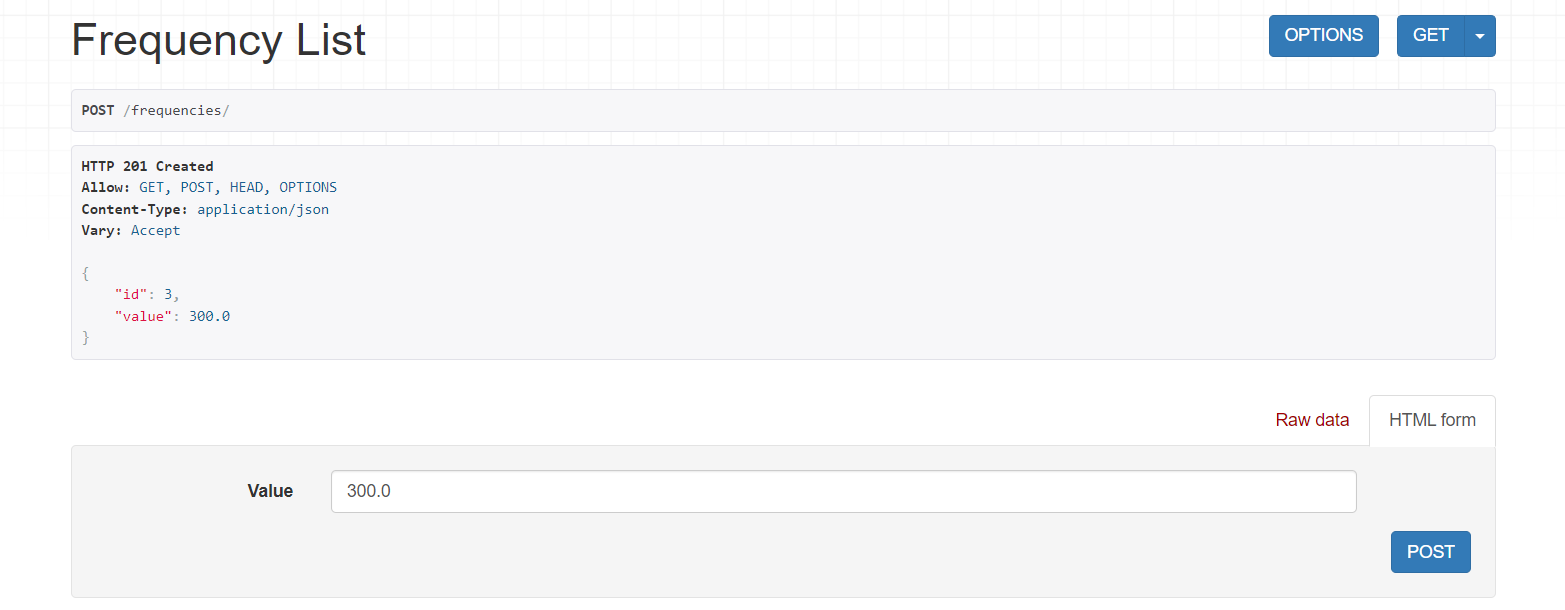 Frequency List
OPTIONS
GET
POST /frequencies/
HTTP 201 Created
Allow: GET, POST, HEAD, OPTIONS
Content-Type: application/json
Vary: Accept
{
    "id": 3,
    "value": 300.0
}
Raw data
HTML form
Value
300.0
POST